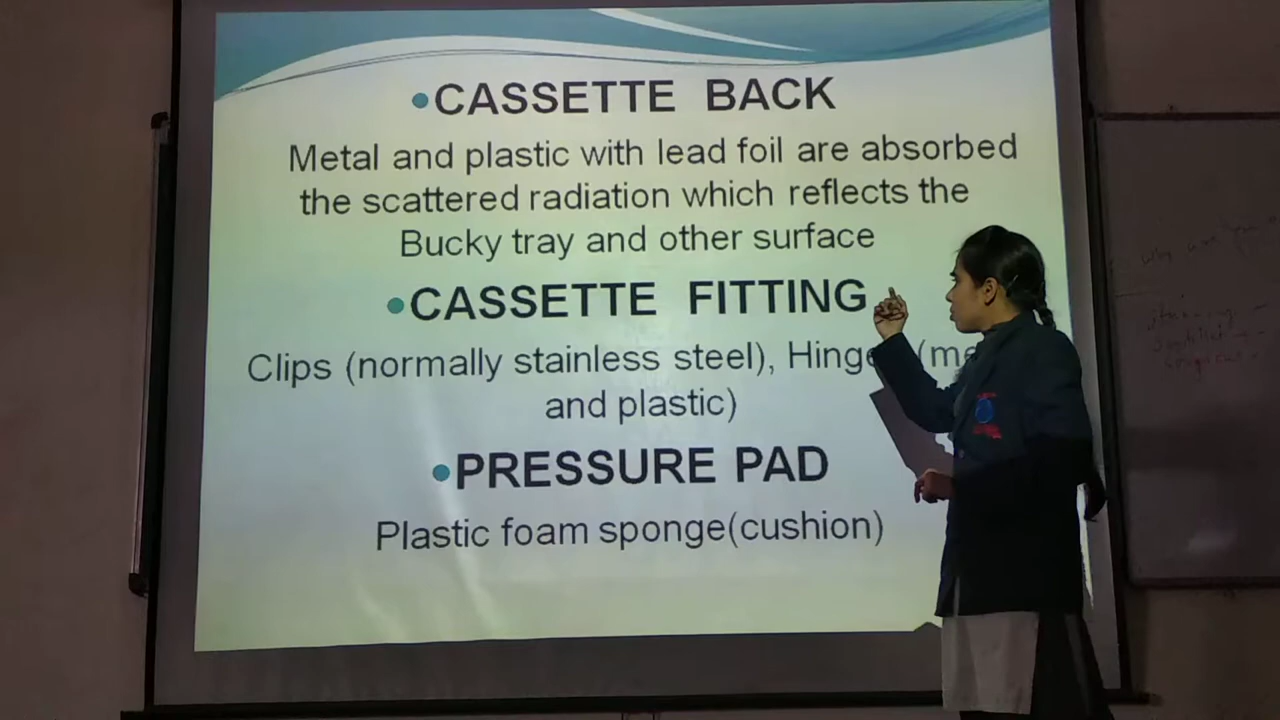 •CASSETTE BACK
Metal and plastic with lead foil are absorbed
the scattered radiation which reflects the
Bucky tray and other surface
•CASSETTE FITTING
Clips (normally stainless steel), Hinge (me
and plastic)
•PRESSURE PAD
Plastic foam sponge(cushion)